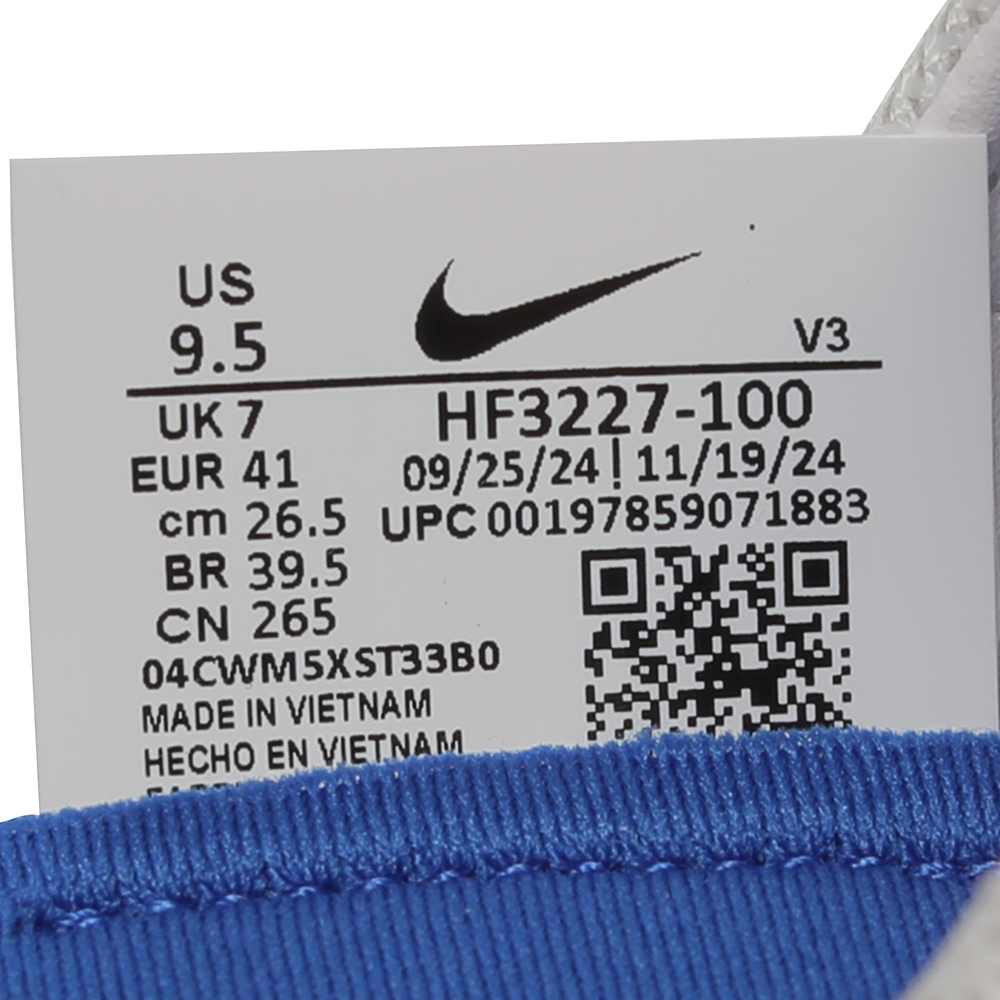 US
9.5
V3
UK 7
HF3227-100
EUR 41
09/25/24 | 11/19/24
cm 26.5
UPC 00197859071883
BR 39.5
CN 265
04CWM5XST33B0
MADE IN VIETNAM
HECHO EN VIETNAM